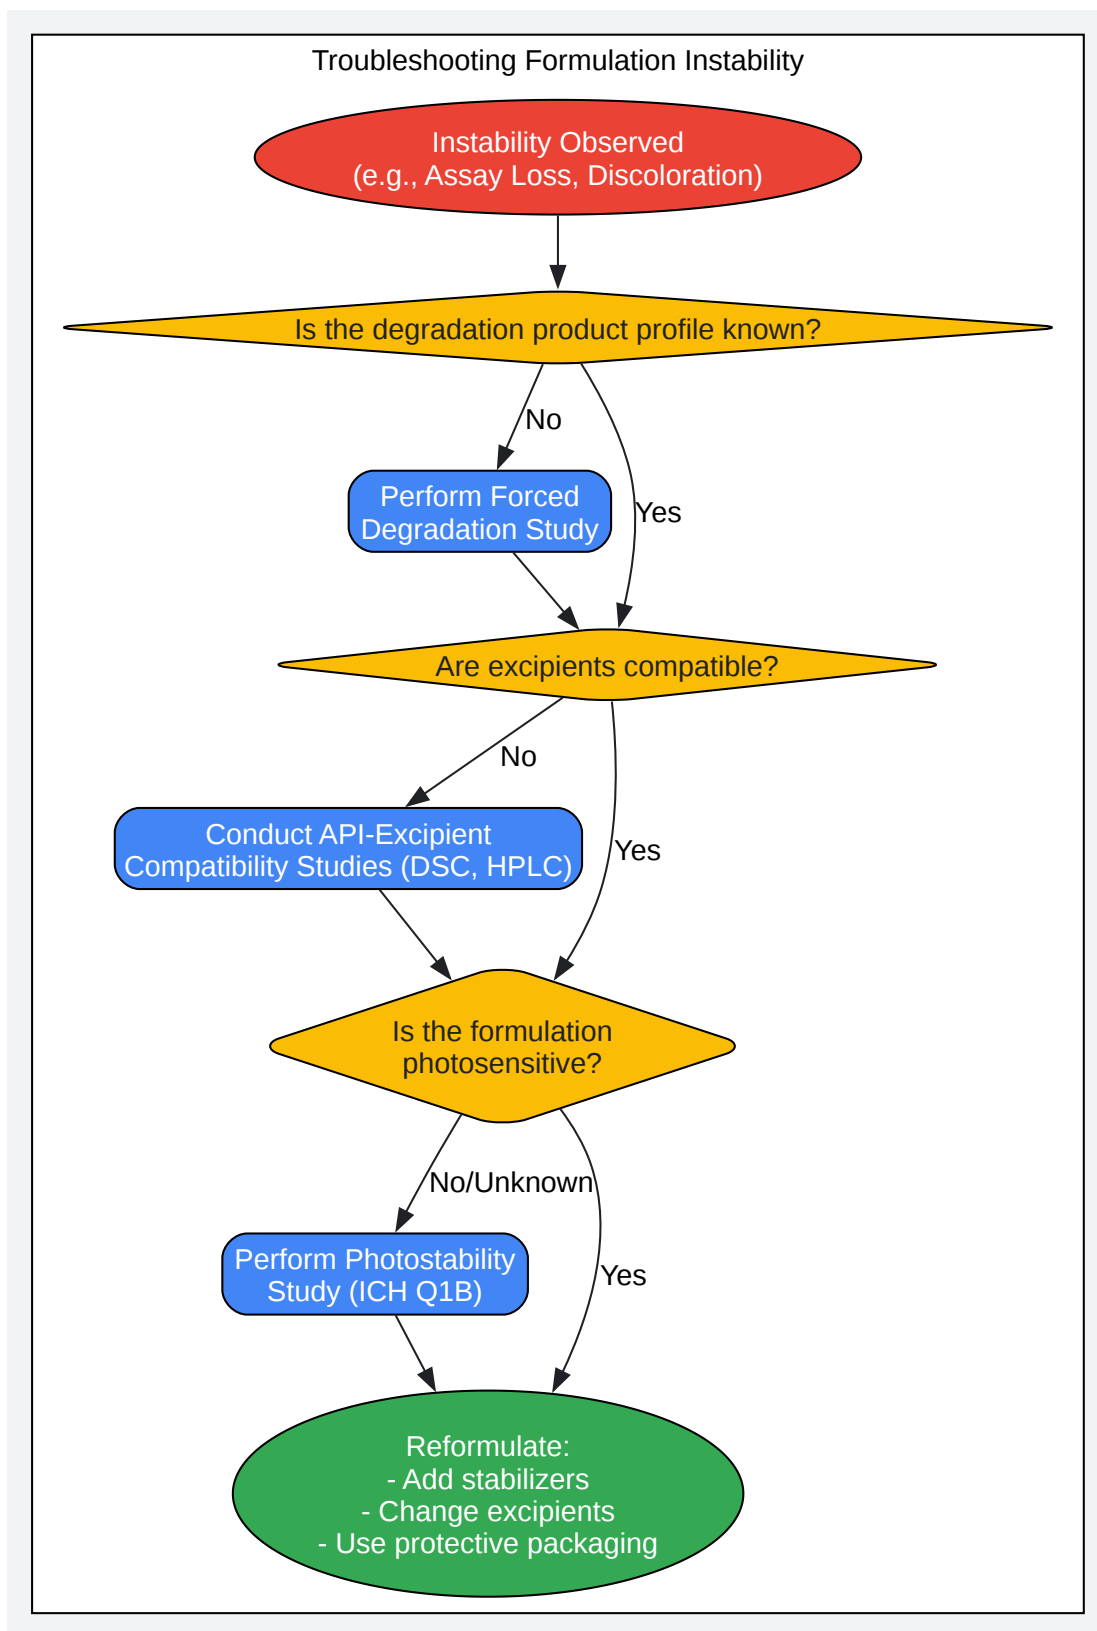 Troubleshooting Formulation Instability
Instability Observed
(e.g., Assay Loss, Discoloration)
Is the degradation product profile known?
No
Perform Forced
Degradation Study
Yes
Are excipients compatible?
No
Conduct API-Excipient
Compatibility Studies (DSC, HPLC)
Yes
Is the formulation
photosensitive?
No/Unknown
Perform Photostability
Study (ICH Q1B)
Yes
Reformulate:
- Add stabilizers
- Change excipients
- Use protective packaging